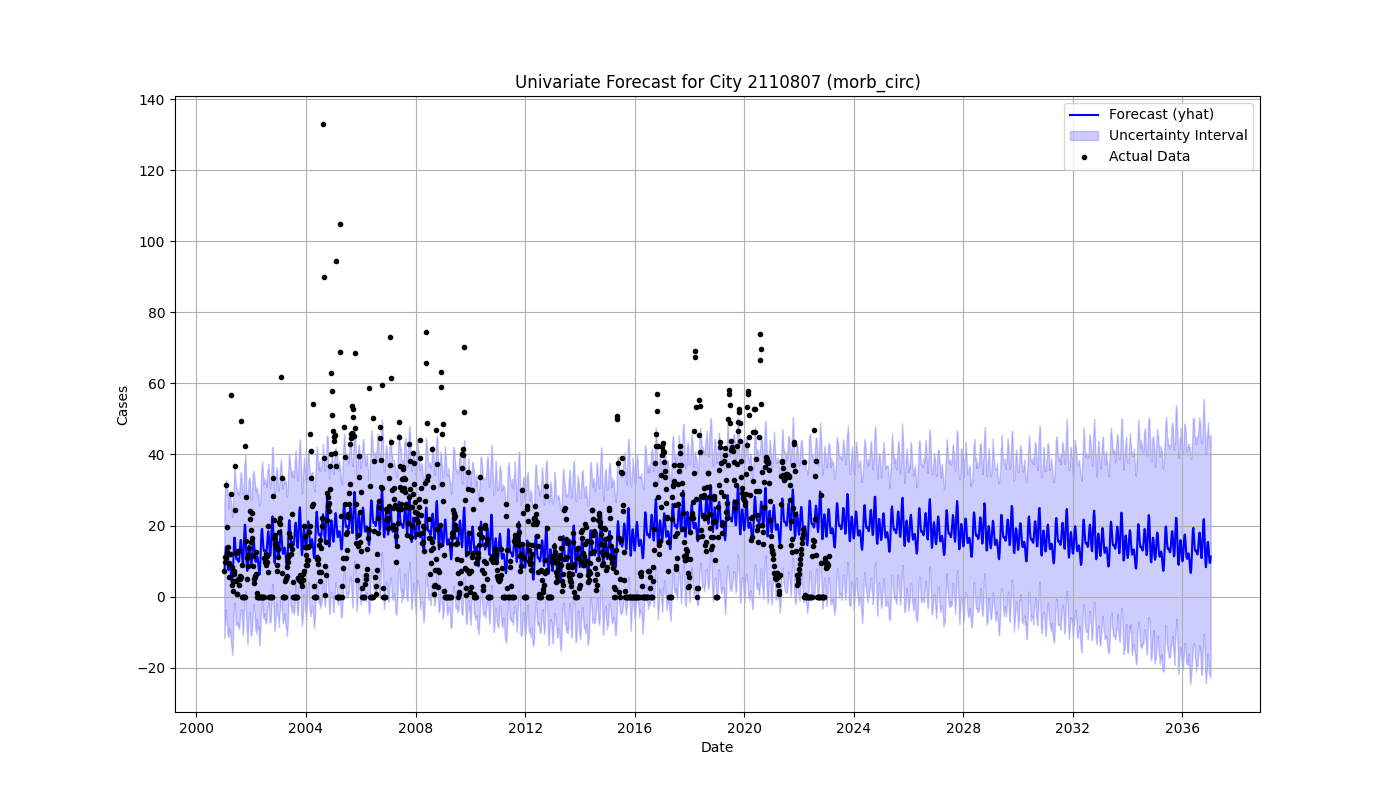 Univariate Forecast for City 2110807 (morb_circ)
Forecast (yhat)
Uncertainty Interval
Actual Data
140
120
100
80
60
40
20
0
−20
Cases
2000 2004 2008 2012 2016 2020 2024 2028 2032 2036
Date